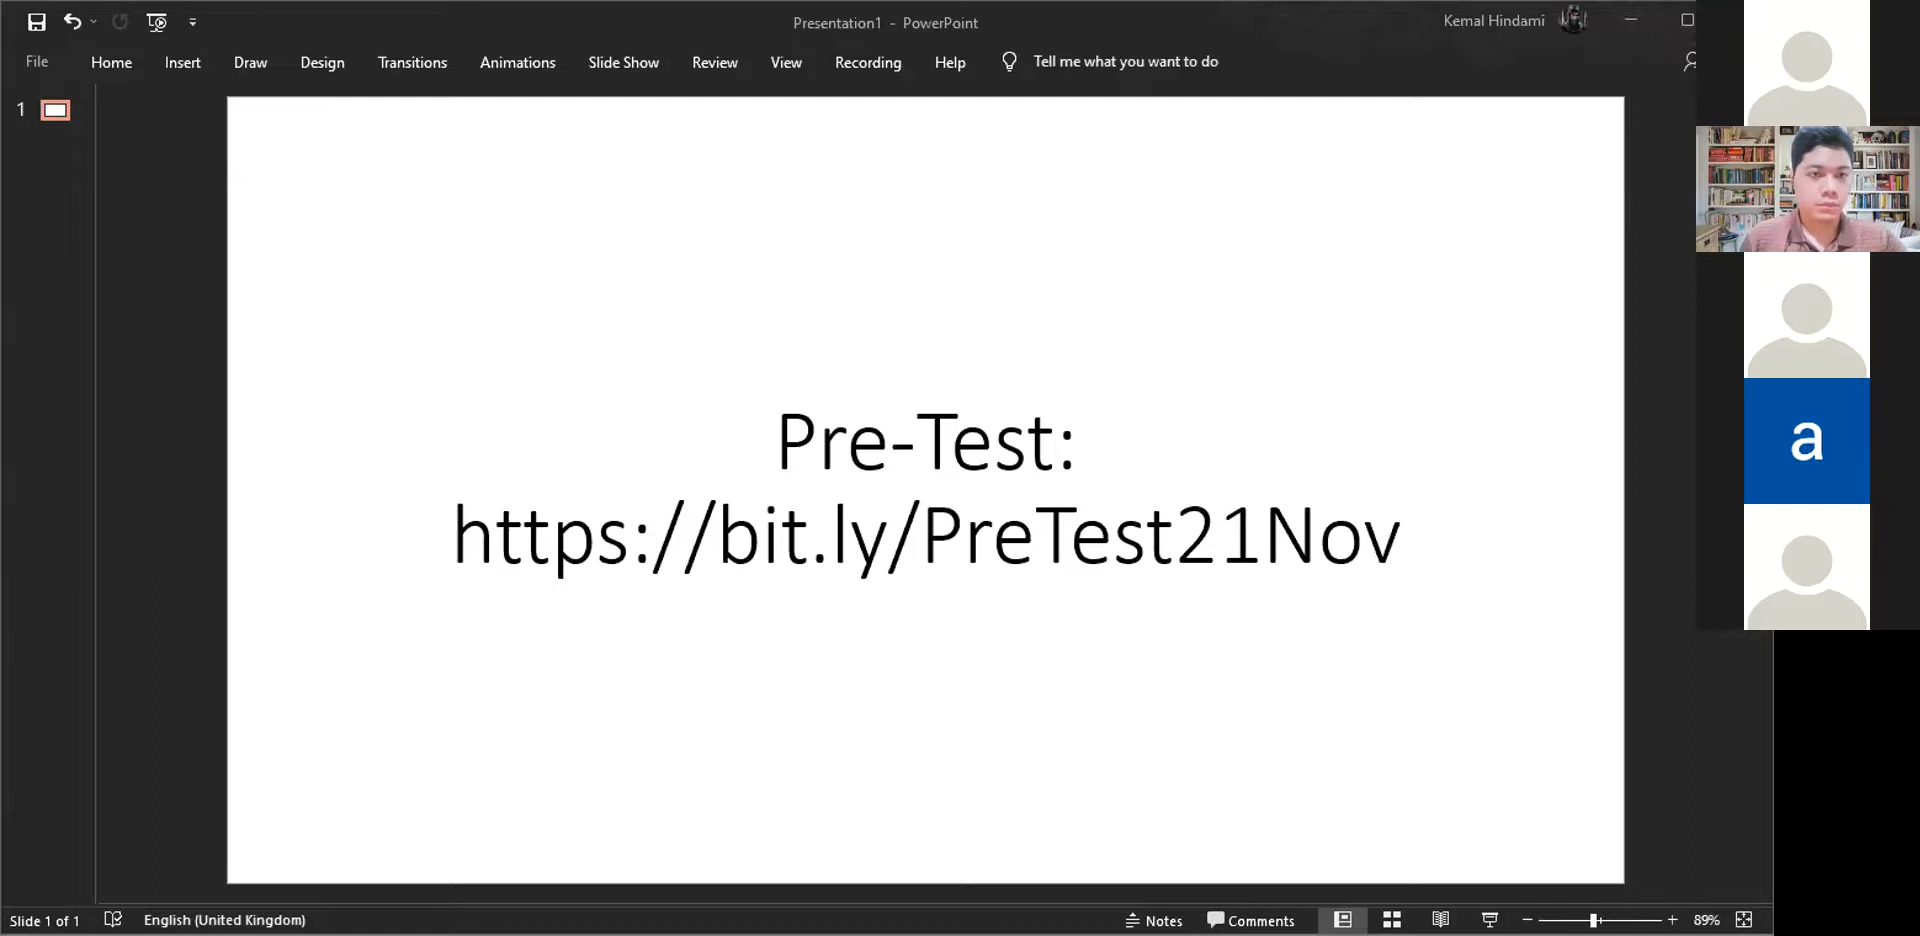 Presentation1 - PowerPoint
Kemal Hindami
File Home Insert Draw Design Transitions Animations Slide Show Review View Recording Help Tell me what you want to do
1
Pre-Test:
https://bit.ly/PreTest21Nov
a
Slide 1 of 1 English (United Kingdom) Notes Comments 89%